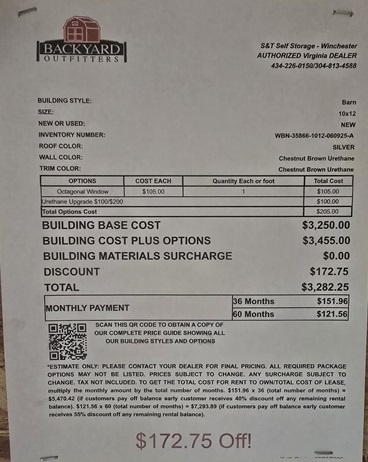 BACKYARD
OUTFITTERS
S&T Self Storage - Winchester
AUTHORIZED Virginia DEALER
434-226-0150/304-813-4588
BUILDING STYLE: Barn
SIZE: 10x12
NEW OR USED: NEW
INVENTORY NUMBER: WBN-35866-1012-060925-A
ROOF COLOR: SILVER
WALL COLOR: Chestnut Brown Urethane
TRIM COLOR: Chestnut Brown Urethane
OPTIONS COST EACH Quantity Each or foot Total Cost
Octagonal Window $105.00 1 $105.00
Urethane Upgrade $100/$200 $100.00
Total Options Cost $205.00
BUILDING BASE COST $3,250.00
BUILDING COST PLUS OPTIONS $3,455.00
BUILDING MATERIALS SURCHARGE $0.00
DISCOUNT $172.75
TOTAL $3,282.25
MONTHLY PAYMENT
36 Months $151.96
60 Months $121.56
SCAN THIS QR CODE TO OBTAIN A COPY OF
OUR COMPLETE PRICE GUIDE SHOWING ALL
OUR BUILDING STYLES AND OPTIONS
*ESTIMATE ONLY: PLEASE CONTACT YOUR DEALER FOR FINAL PRICING. ALL REQUIRED PACKAGE
OPTIONS MAY NOT BE LISTED. PRICES SUBJECT TO CHANGE. ANY SURCHARGE SUBJECT TO
CHANGE. TAX NOT INCLUDED. TO GET THE TOTAL COST FOR RENT TO OWN/TOTAL COST OF LEASE,
multiply the monthly amount by the total number of months. $151.96 x 36 (total number of months) =
$5,470.42 (if customers pay off balance early customer receives 40% discount off any remaining rental
balance). $121.56 x 60 (total number of months) = $7,293.89 (if customers pay off balance early customer
receives 55% discount off any remaining rental balance).
$172.75 Off!